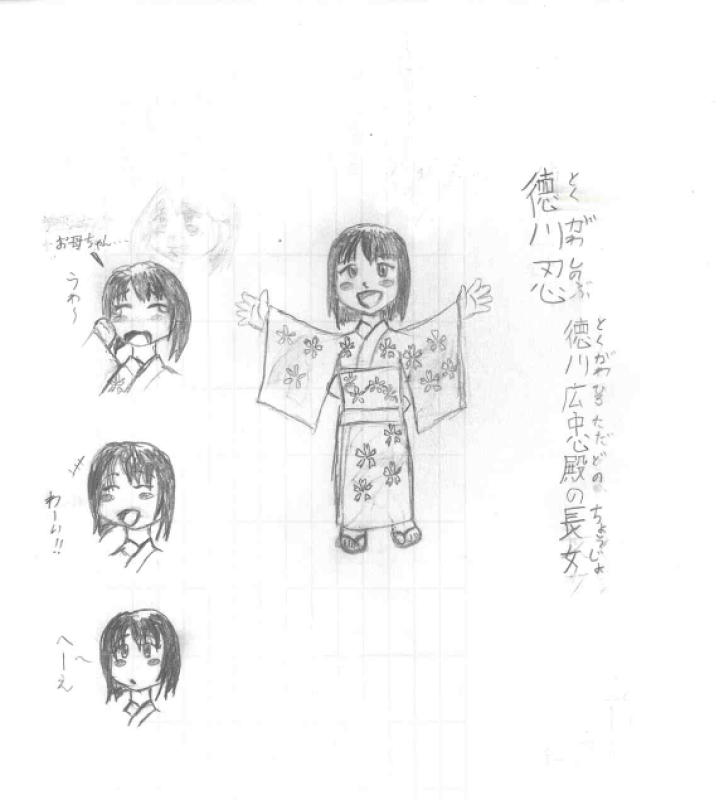 徳川忍
とくがわしのぶ
徳川広忠殿の長女
とくがわひろただどの ちょうじょ
お母ちゃん…
うわ〜
わーい!!
へーえ